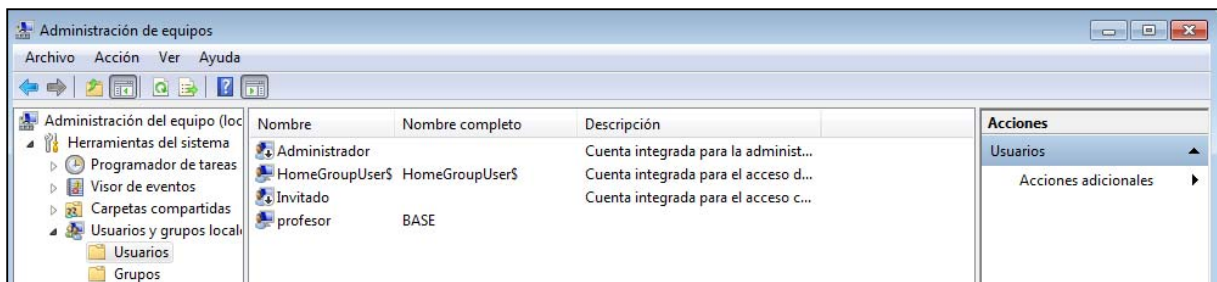 Administración de equipos
Archivo Acción Ver Ayuda
Administración del equipo (loc
Herramientas del sistema
Programador de tareas
Visor de eventos
Carpetas compartidas
Usuarios y grupos local
Usuarios
Grupos
Nombre Nombre completo Descripción
Administrador Cuenta integrada para la administ...
HomeGroupUser$ HomeGroupUser$ Cuenta integrada para el acceso d...
Invitado Cuenta integrada para el acceso c...
profesor BASE
Acciones
Usuarios
Acciones adicionales